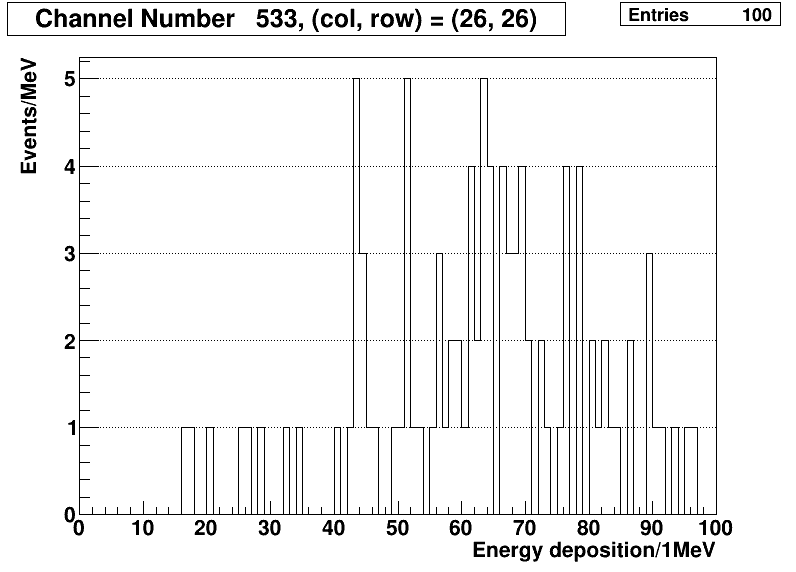 Channel Number 533, (col, row) = (26, 26)
Entries 100
Events/MeV
5
4
3
2
1
0
0 10 20 30 40 50 60 70 80 90 100
Energy deposition/1MeV